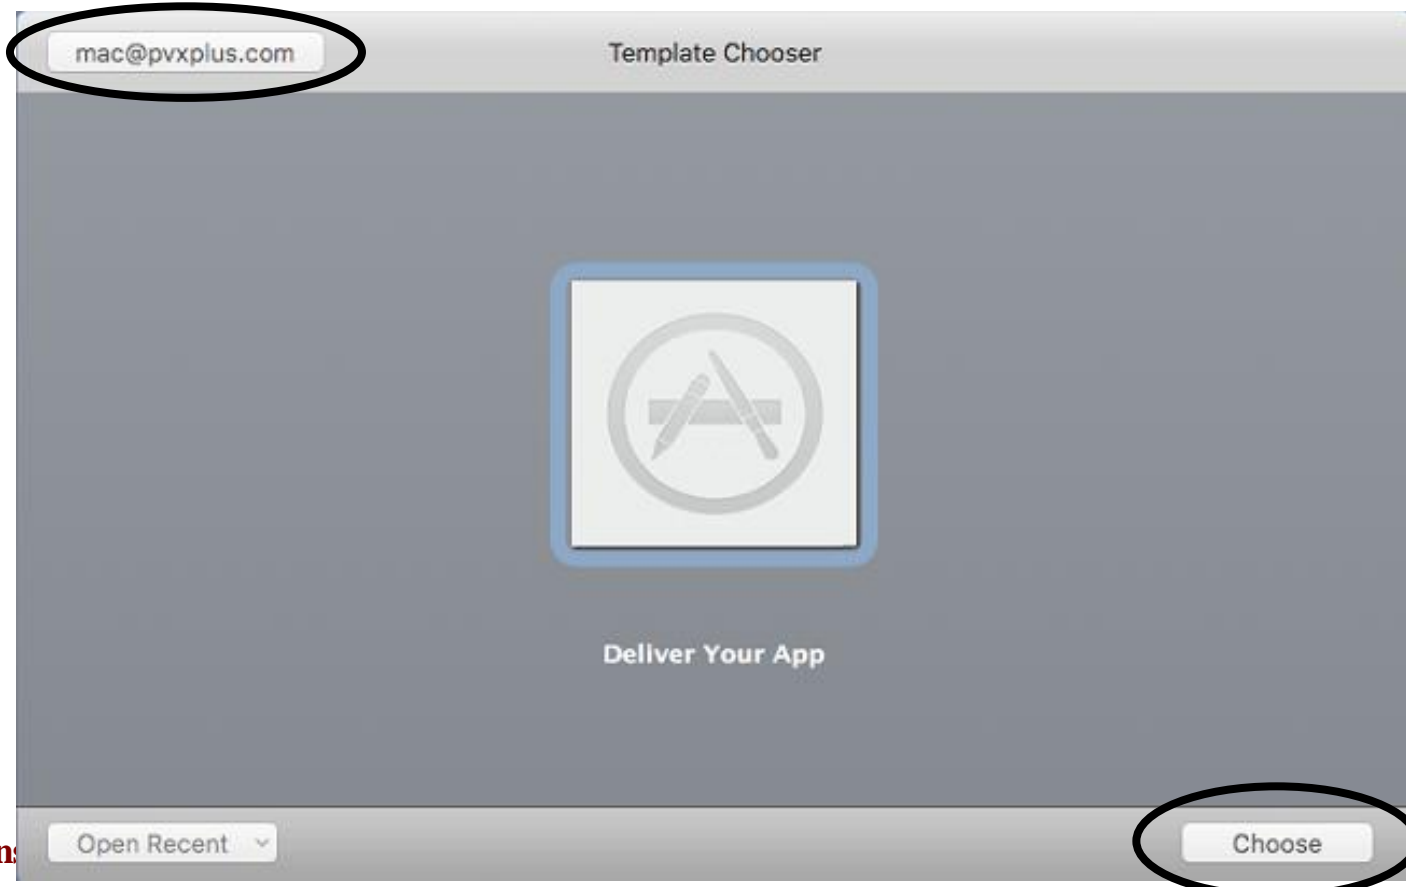 mac@pvxplus.com
Template Chooser
Deliver Your App
Open Recent
Choose